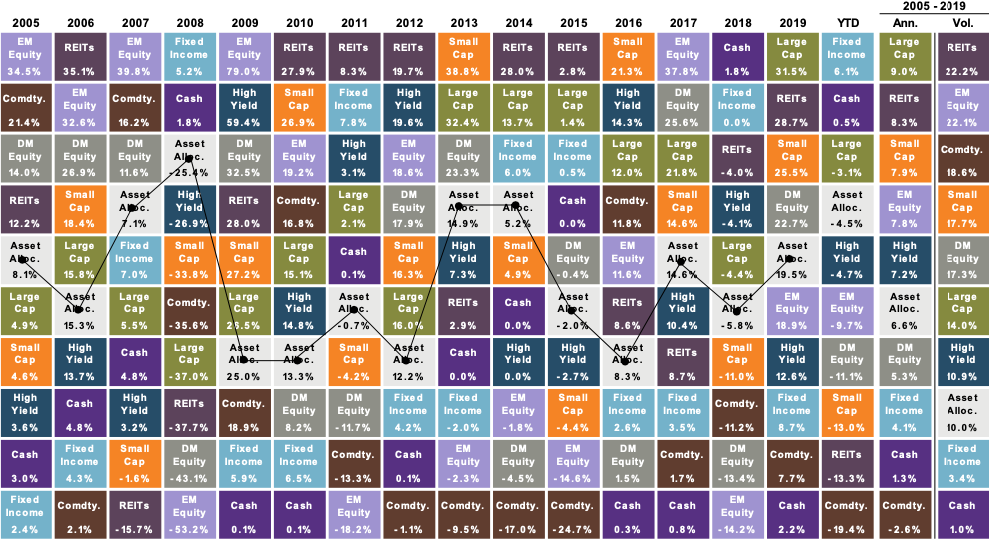 2005 - 2019
2005 2006 2007 2008 2009 2010 2011 2012 2013 2014 2015 2016 2017 2018 2019 YTD Ann. Vol.
EM Equity REITs EM Equity Fixed Income EM Equity REITs REITs REITs Small Cap REITs REITs Small Cap EM Equity Cash Large Cap Fixed Income Large Cap REITs
34.5% 35.1% 39.8% 5.2% 79.0% 27.9% 8.3% 19.7% 38.8% 28.0% 2.8% 21.3% 37.8% 1.8% 31.5% 6.1% 9.0% 22.2%
Comdty. EM Equity Comdty. Cash High Yield Small Cap Fixed Income High Yield Large Cap Large Cap Large Cap High Yield DM Equity Fixed Income REITs Cash REITs EM Equity
21.4% 32.6% 16.2% 1.8% 59.4% 26.9% 7.8% 19.6% 32.4% 13.7% 1.4% 14.3% 25.6% 0.0% 28.7% 0.5% 8.3% 22.1%
DM Equity DM Equity DM Equity Asset Alloc. DM Equity EM Equity High Yield EM Equity DM Equity Fixed Income Fixed Income Large Cap Large Cap REITs Small Cap Large Cap Small Cap Comdty.
14.0% 26.9% 11.6% -25.4% 32.5% 19.2% 3.1% 18.6% 23.3% 6.0% 0.5% 12.0% 21.8% -4.0% 25.5% -3.1% 7.9% 18.6%
REITs Small Cap Asset Alloc. High Yield REITs Comdty. Large Cap DM Equity Asset Alloc. Asset Alloc. Cash Comdty. Small Cap High Yield DM Equity Asset Alloc. EM Equity Small Cap
12.2% 18.4% 7.1% -26.9% 28.0% 16.8% 2.1% 17.9% 14.9% 5.2% 0.0% 11.8% 14.6% -4.1% 22.7% -4.5% 7.8% 17.7%
Asset Alloc. Large Cap Fixed Income Small Cap Small Cap Large Cap Cash Small Cap High Yield Small Cap DM Equity EM Equity Asset Alloc. Large Cap Asset Alloc. High Yield High Yield DM Equity
8.1% 15.8% 7.0% -33.8% 27.2% 15.1% 0.1% 16.3% 7.3% 4.9% -0.4% 11.6% 14.6% -4.4% 19.5% -4.7% 7.2% 17.3%
Large Cap Asset Alloc. Large Cap Comdty. Large Cap High Yield Asset Alloc. Large Cap REITs Cash Asset Alloc. REITs High Yield Asset Alloc. EM Equity EM Equity Asset Alloc. Large Cap
4.9% 15.3% 5.5% -35.6% 26.5% 14.8% -0.7% 16.0% 2.9% 0.0% -2.0% 8.6% 10.4% -5.8% 18.9% -9.7% 6.6% 14.0%
Small Cap High Yield Cash Large Cap Asset Alloc. Asset Alloc. Small Cap Asset Alloc. Cash High Yield High Yield Asset Alloc. REITs Small Cap High Yield DM Equity DM Equity High Yield
4.6% 13.7% 4.8% -37.0% 25.0% 13.3% -4.2% 12.2% 0.0% 0.0% -2.7% 8.3% 8.7% -11.0% 12.6% -11.1% 5.3% 10.9%
High Yield Cash High Yield REITs Comdty. DM Equity DM Equity Fixed Income Fixed Income EM Equity Small Cap Fixed Income Fixed Income Comdty. Fixed Income Small Cap Fixed Income Asset Alloc.
3.6% 4.8% 3.2% -37.7% 18.9% 8.2% -11.7% 4.2% -2.0% -1.8% -4.4% 2.6% 3.5% -11.2% 8.7% -13.0% 4.1% 10.0%
Cash Fixed Income Small Cap DM Equity Fixed Income Fixed Income Comdty. Cash EM Equity DM Equity EM Equity DM Equity Comdty. DM Equity Comdty. REITs Cash Fixed Income
3.0% 4.3% -1.6% -43.1% 5.9% 6.5% -13.3% 0.1% -2.3% -4.5% -14.6% 1.5% 1.7% -13.4% 7.7% -13.3% 1.3% 3.4%
Fixed Income Comdty. REITs EM Equity Cash Cash EM Equity Comdty. Comdty. Comdty. Comdty. Cash Cash EM Equity Cash Comdty. Comdty. Cash
2.4% 2.1% -15.7% -53.2% 0.1% 0.1% -18.2% -1.1% -9.5% -17.0% -24.7% 0.3% 0.8% -14.2% 2.2% -19.4% -2.6% 1.0%